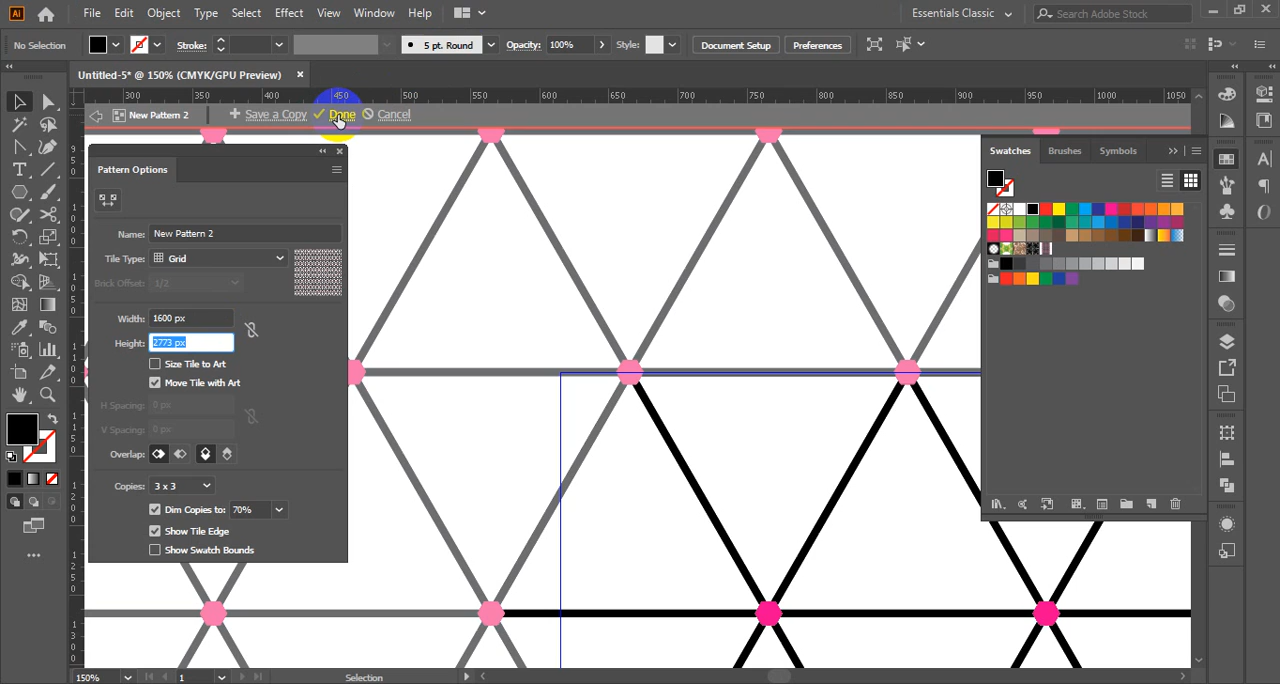 Ai File Edit Object Type Select Effect View Window Help Essentials Classic Search Adobe Stock
No Selection Stroke: 5 pt. Round Opacity: 100% Style: Document Setup Preferences
Untitled-5* @ 150% (CMYK/GPU Preview)
300 350 400 450 500 550 600 650 700 750 800 850 900 950 1000 1050
New Pattern 2 Save a Copy Done Cancel
Pattern Options
Name: New Pattern 2
Tile Type: Grid
Brick Offset: 1/2
Width: 1600 px
Height: 2773 px
Size Tile to Art
Move Tile with Art
H Spacing: 0 px
V Spacing: 0 px
Overlap:
Copies: 3 x 3
Dim Copies to: 70%
Show Tile Edge
Show Swatch Bounds
Swatches Brushes Symbols
150% 1 Selection